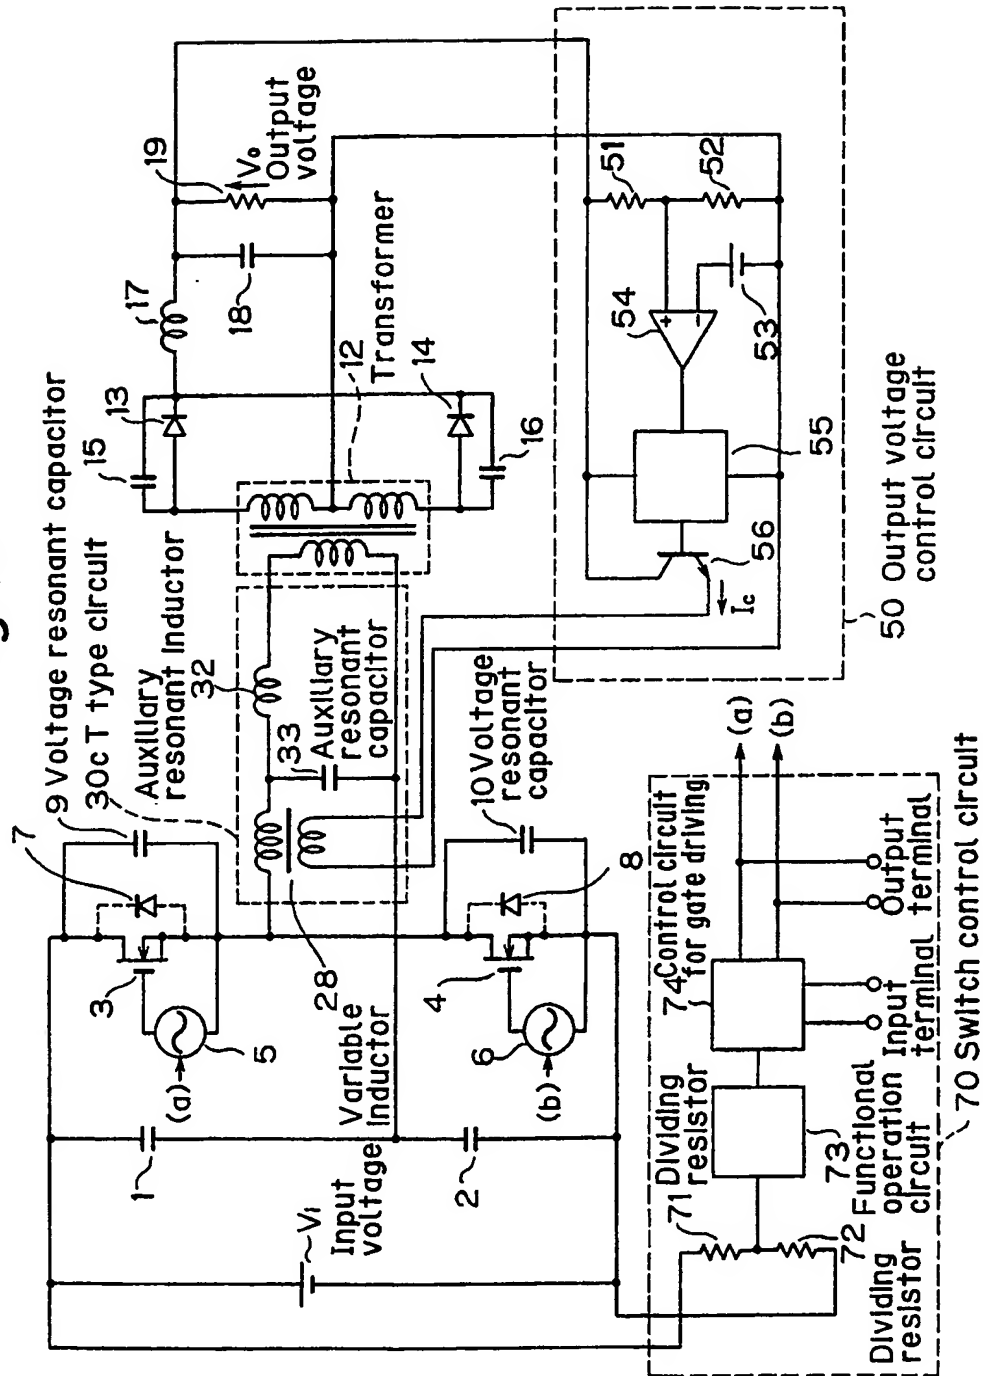 9 Voltage resonant capacitor
30c T type circuit
Auxiliary
resonant Inductor
32
7
3
5
(a)
1
Vi
Input
voltage
Variable
inductor
28
33
Auxiliary
resonant
capacitor
10 Voltage
resonant
capacitor
8
4
6
(b)
2
15
13
17
12
Transformer
14
16
18
19
Vo
Output
voltage
51
52
53
54
+
−
55
56
Ic
50 Output voltage
control circuit
71
Dividing
resistor
72
Dividing
resistor
73
Functional
operation
circuit
74
Control circuit
for gate driving
Input
terminal
Output
terminal
(a)
(b)
70 Switch control circuit